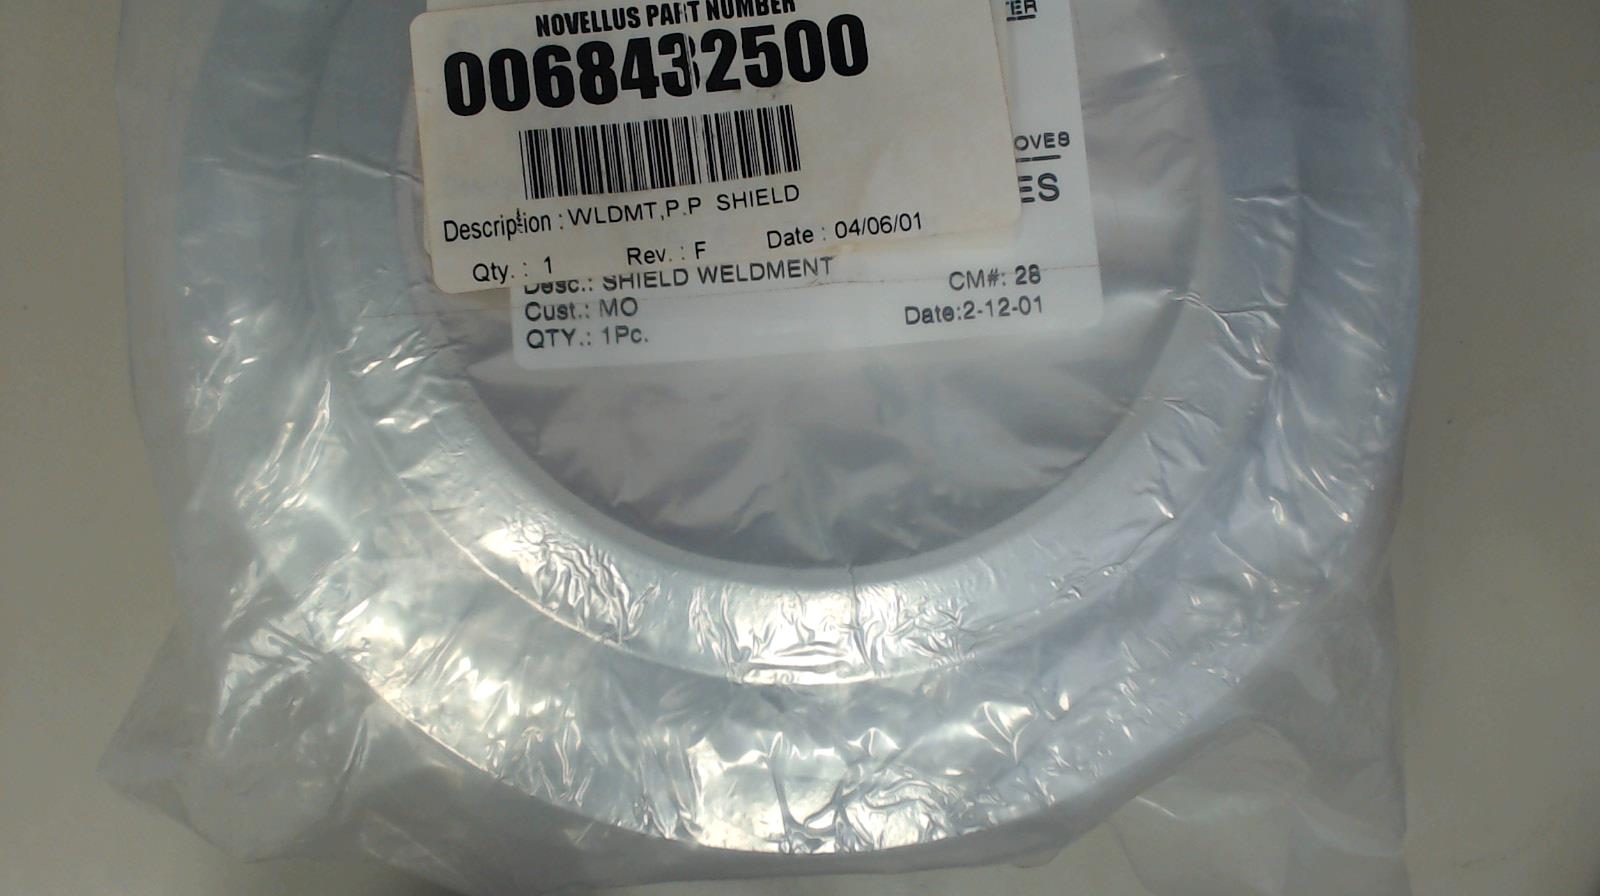 NOVELLUS PART NUMBER
0068432500
Description : WLDMT,P.P SHIELD
Qty. : 1 Rev. : F Date : 04/06/01
Desc.: SHIELD WELDMENT CM#: 28
Cust.: MO Date:2-12-01
QTY.: 1Pc.